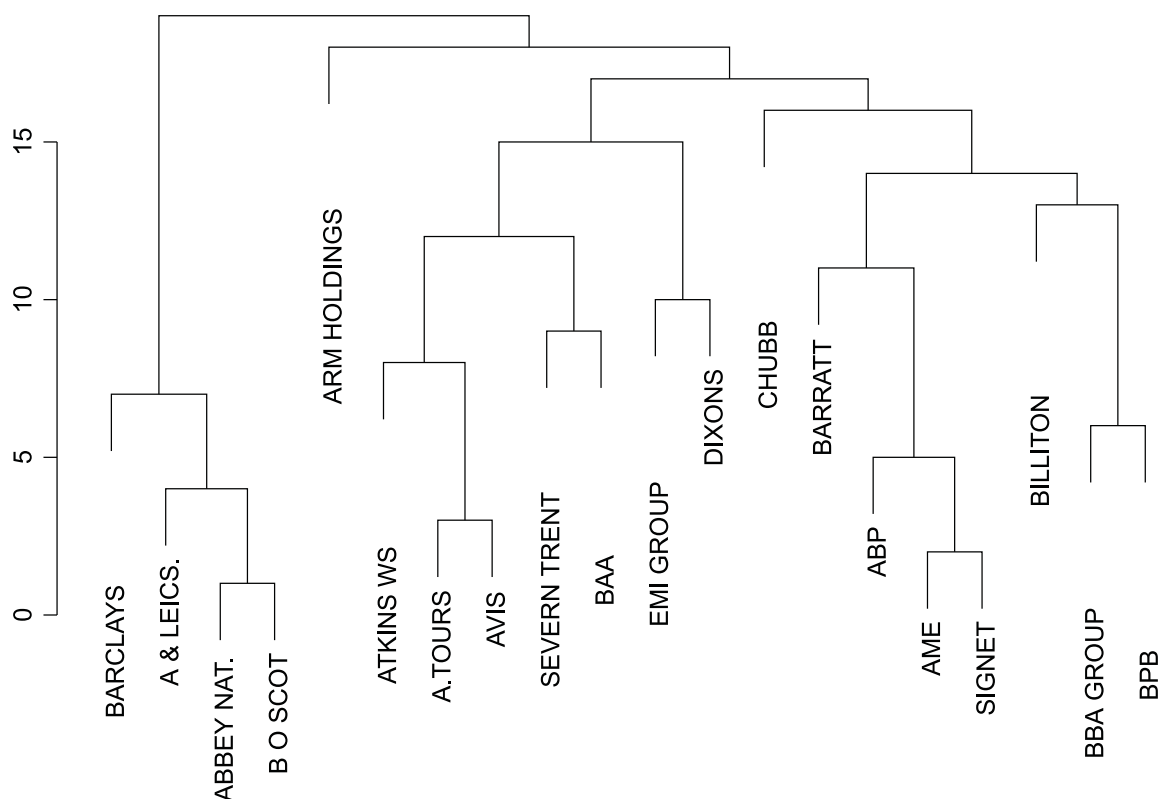 15
10
5
0
BARCLAYS
A & LEICS.
ABBEY NAT.
B O SCOT
ARM HOLDINGS
ATKINS WS
A.TOURS
AVIS
SEVERN TRENT
BAA
EMI GROUP
DIXONS
CHUBB
BARRATT
ABP
AME
SIGNET
BILLITON
BBA GROUP
BPB